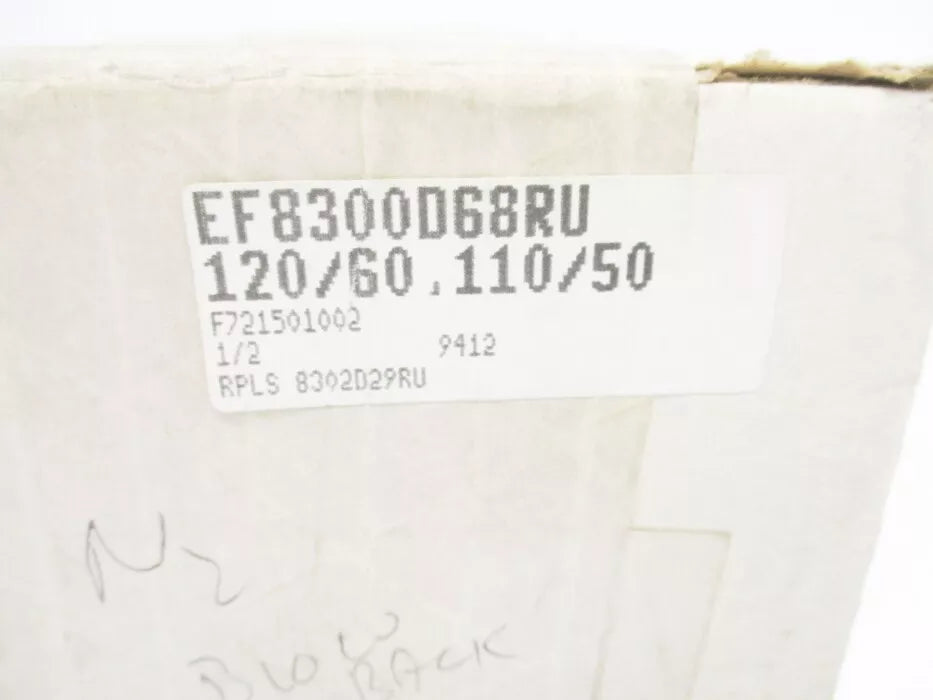 EF8300D68RU
120/60,110/50
F721501002
1/2 9412
RPLS 8302D29RU
N2
BLOW
BACK